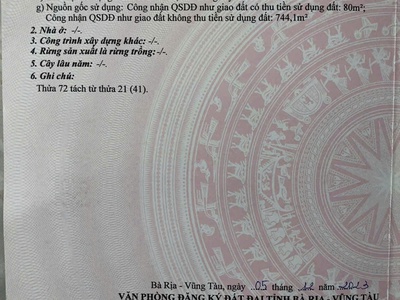 g) Nguồn gốc sử dụng: Công nhận QSDĐ như giao đất có thu tiền sử dụng đất: 80m²;
Công nhận QSDĐ như giao đất không thu tiền sử dụng đất: 744,1m²
2. Nhà ở: -/-.
3. Công trình xây dựng khác: -/-.
4. Rừng sản xuất là rừng trồng: -/-.
5. Cây lâu năm: -/-.
6. Ghi chú:
Thửa 72 tách từ thửa 21 (41).
Bà Rịa - Vũng Tàu, ngày 05 tháng 12 năm 2023
VĂN PHÒNG ĐĂNG KÝ ĐẤT ĐAI TỈNH BÀ RỊA - VŨNG TÀU